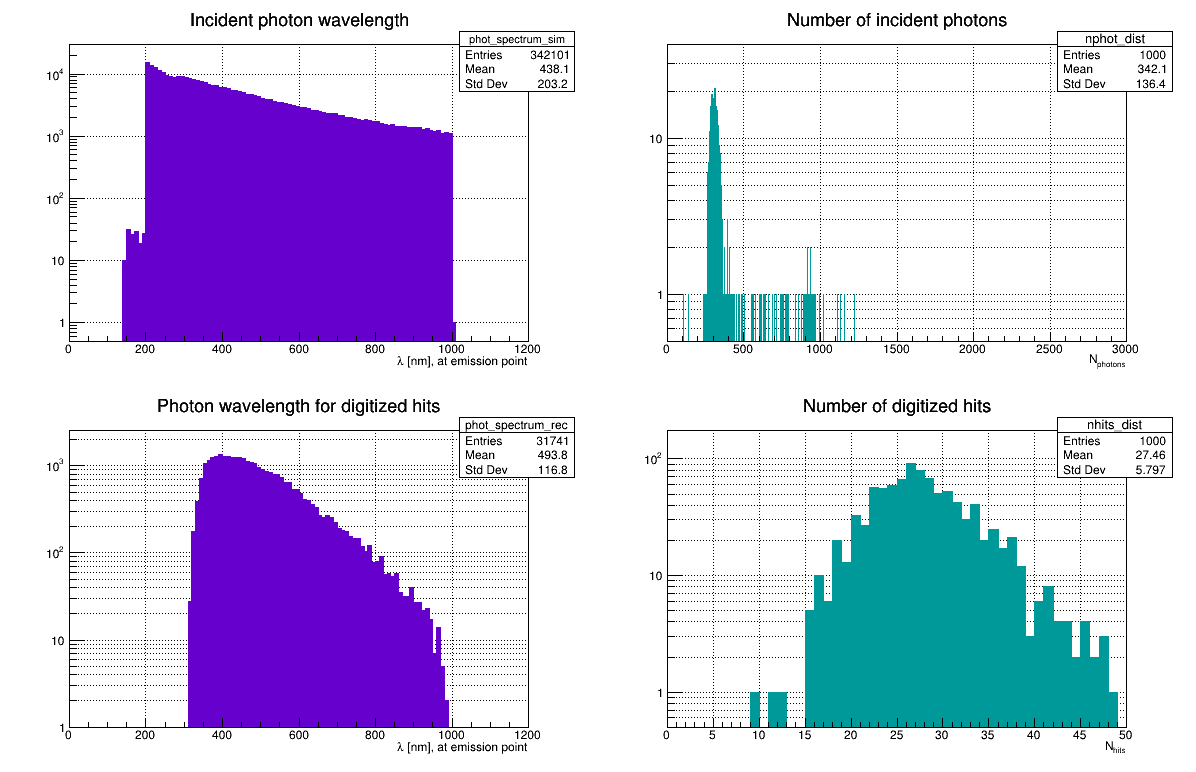 Incident photon wavelength
phot_spectrum_sim
Entries 342101
Mean 438.1
Std Dev 203.2
10⁴
10³
10²
10
1
0 200 400 600 800 1000 1200
λ [nm], at emission point
Number of incident photons
nphot_dist
Entries 1000
Mean 342.1
Std Dev 136.4
10
1
0 500 1000 1500 2000 2500 3000
N_photons
Photon wavelength for digitized hits
phot_spectrum_rec
Entries 31741
Mean 493.8
Std Dev 116.8
10³
10²
10
1
0 200 400 600 800 1000 1200
λ [nm], at emission point
Number of digitized hits
nhits_dist
Entries 1000
Mean 27.46
Std Dev 5.797
10²
10
1
0 5 10 15 20 25 30 35 40 45 50
N_hits